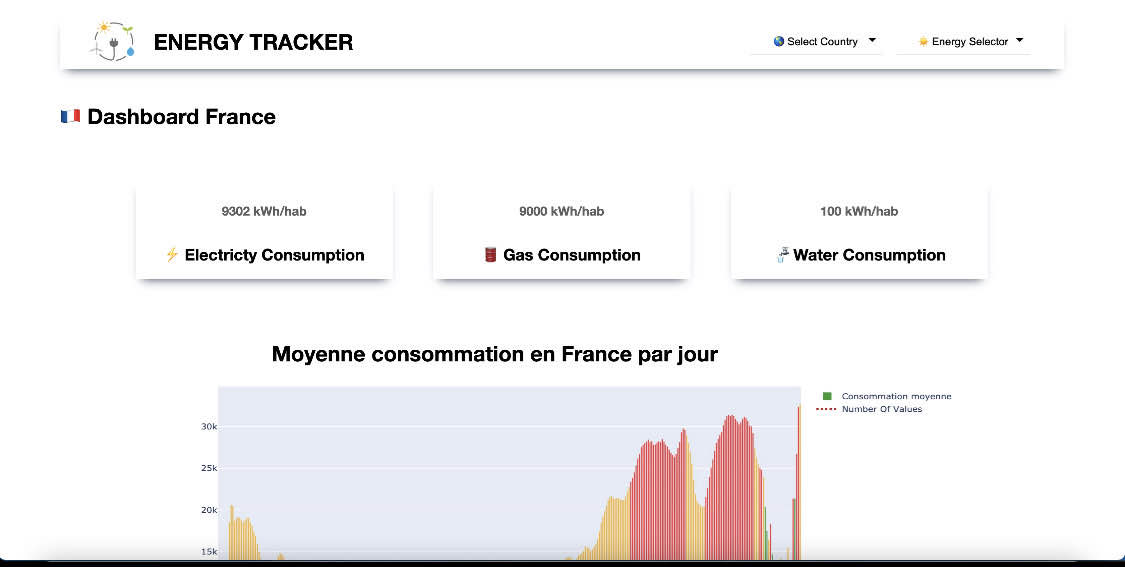 ENERGY TRACKER
Select Country
Energy Selector
Dashboard France
9302 kWh/hab
Electricty Consumption
9000 kWh/hab
Gas Consumption
100 kWh/hab
Water Consumption
Moyenne consommation en France par jour
Consommation moyenne
Number Of Values
30k
25k
20k
15k